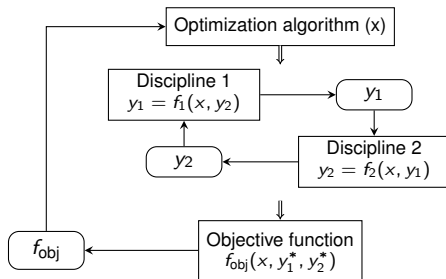 Optimization algorithm (x)
⇓
Discipline 1
y₁ = f₁(x, y₂)
y₁
y₂
Discipline 2
y₂ = f₂(x, y₁)
⇓
Objective function
f_obj(x, y₁*, y₂*)
f_obj